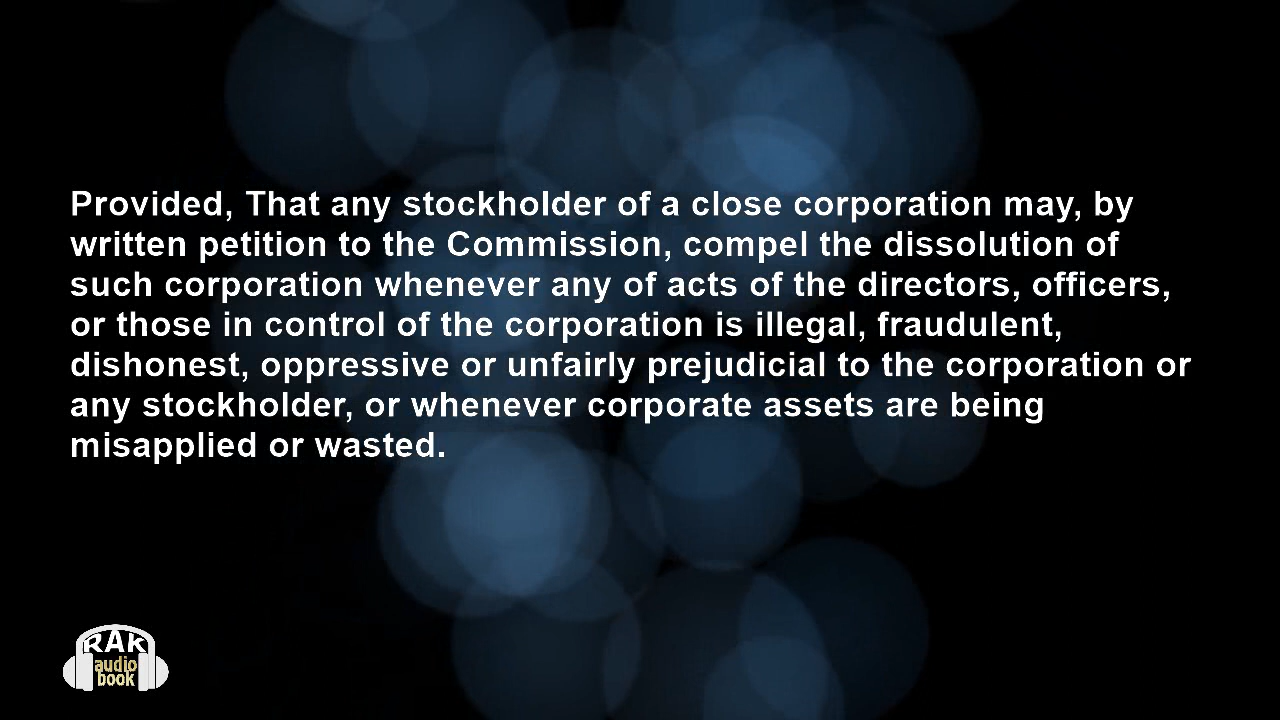 Provided, That any stockholder of a close corporation may, by
written petition to the Commission, compel the dissolution of
such corporation whenever any of acts of the directors, officers,
or those in control of the corporation is illegal, fraudulent,
dishonest, oppressive or unfairly prejudicial to the corporation or
any stockholder, or whenever corporate assets are being
misapplied or wasted.
RAK
audio
book